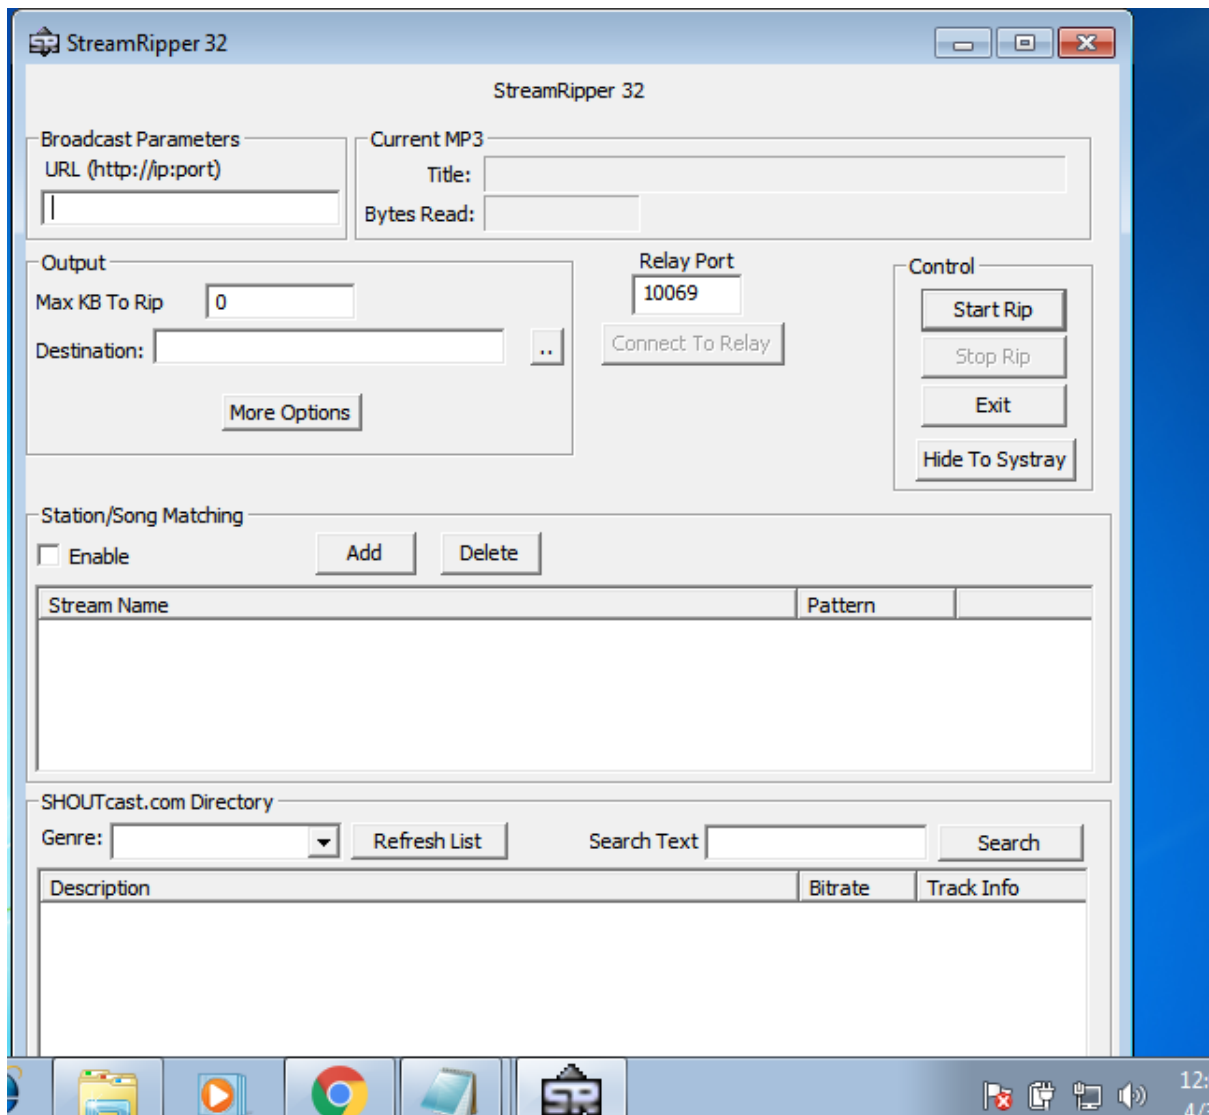 StreamRipper 32
StreamRipper 32
Broadcast Parameters
URL (http://ip:port)
Current MP3
Title:
Bytes Read:
Output
Max KB To Rip 0
Destination: ..
More Options
Relay Port
10069
Connect To Relay
Control
Start Rip
Stop Rip
Exit
Hide To Systray
Station/Song Matching
Enable Add Delete
Stream Name Pattern
SHOUTcast.com Directory
Genre: Refresh List Search Text Search
Description Bitrate Track Info
SR
12: